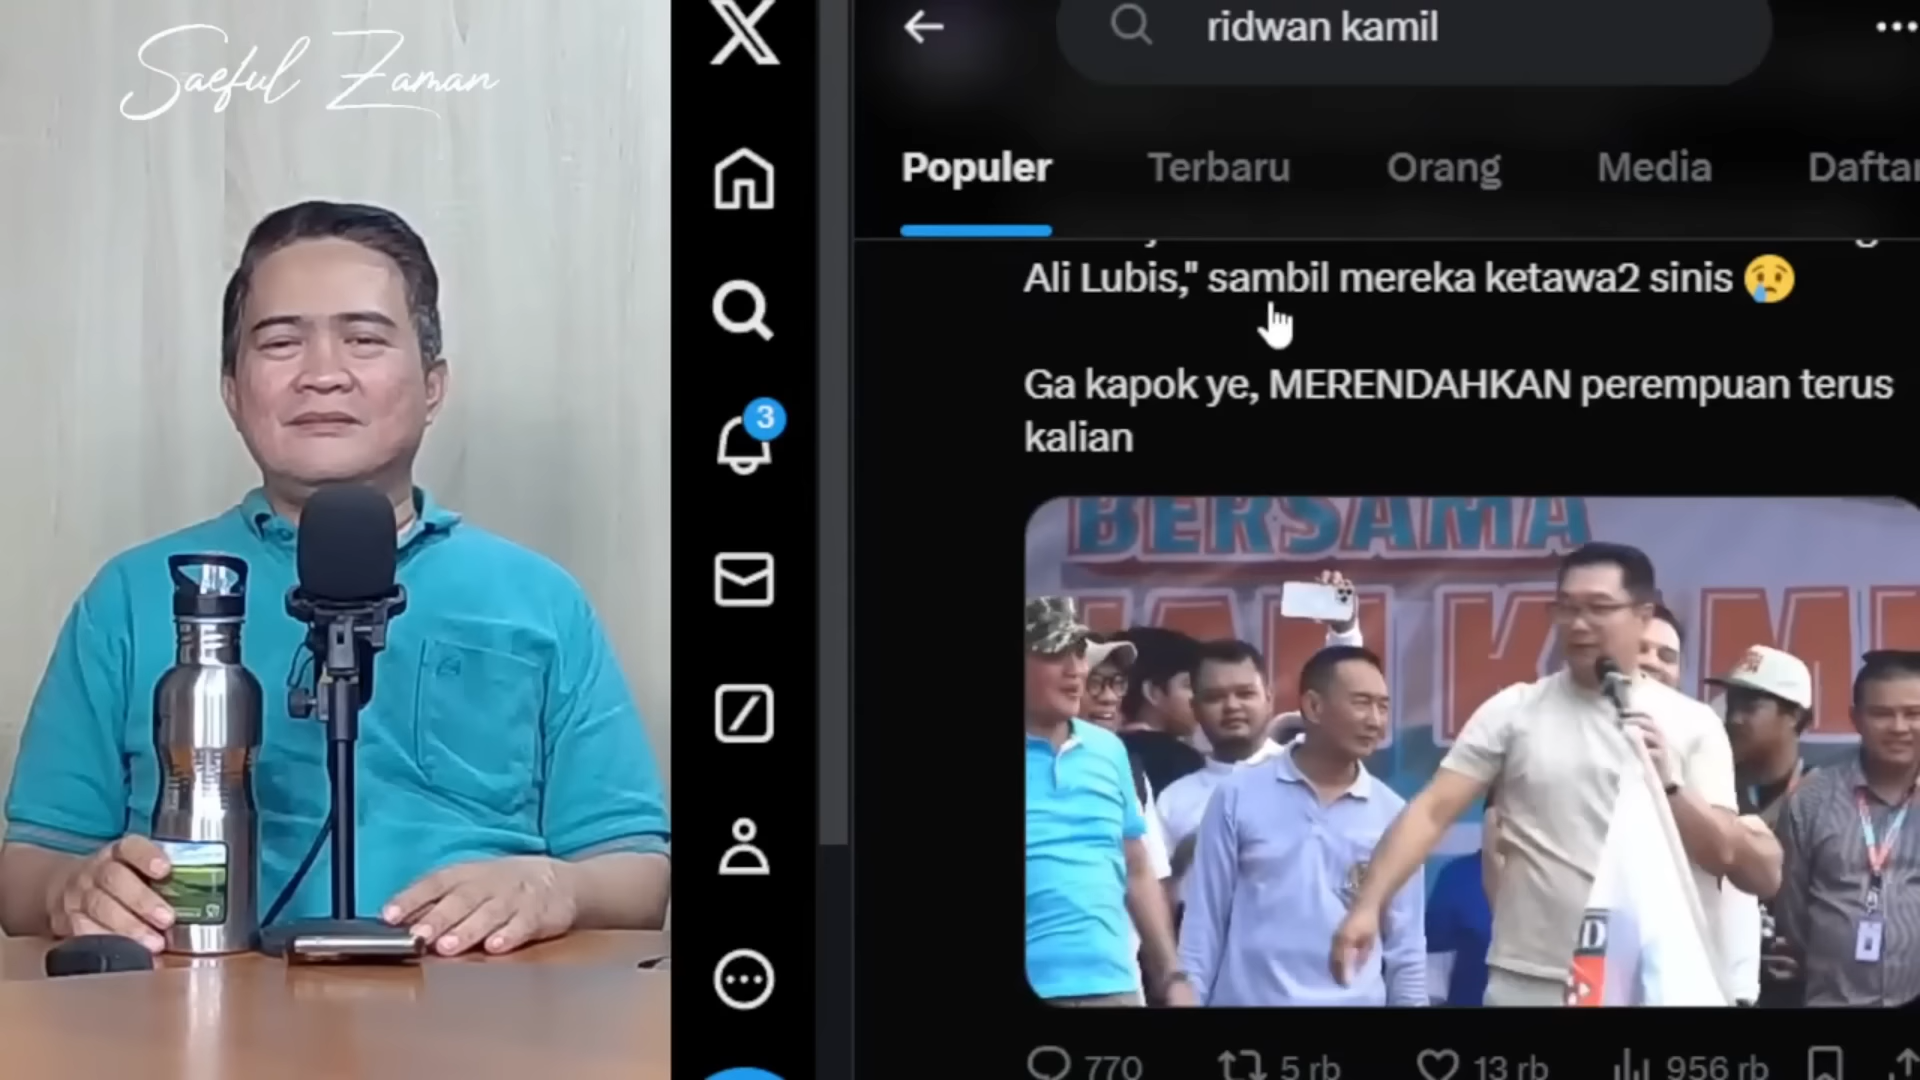 Saeful Zaman
X
ridwan kamil
Populer
Terbaru
Orang
Media
Daftar
Ali Lubis," sambil mereka ketawa2 sinis 😢
3
Ga kapok ye, MERENDAHKAN perempuan terus
kalian
BERSAMA
D
770
5 rb
13 rb
956 rb